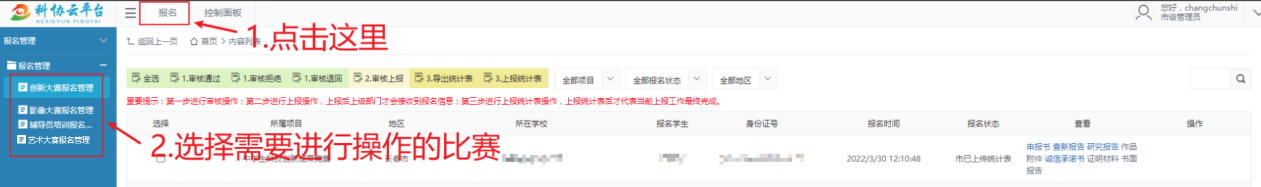 科协云平台
KEXIEYUN PINGTAI
报名
控制面板
您好，changchunshi
市级管理员
报名管理
返回上一页 首页 > 内容列表
1.点击这里
报名管理
创新大赛报名管理
影像大赛报名管理
辅导员培训报名...
艺术大赛报名管理
全选 1.审核通过 1.审核拒绝 1.审核退回 2.审核上报 3.导出统计表 3.上报统计表
全部项目 全部报名状态 全部地区
重要提示：第一步进行审核操作；第二步进行上报操作，上报后上级部门才会接收到报名信息；第三步进行上报统计表操作，上报统计表后才代表当前上报工作最终完成。
选择 所属项目 地区 所在学校 报名学生 身份证号 报名时间 报名状态 查看 操作
2.选择需要进行操作的比赛
2022/3/30 12:10:48 市已上传统计表
申报书 查新报告 研究报告 作品
附件 诚信承诺书 证明材料 书面
报告